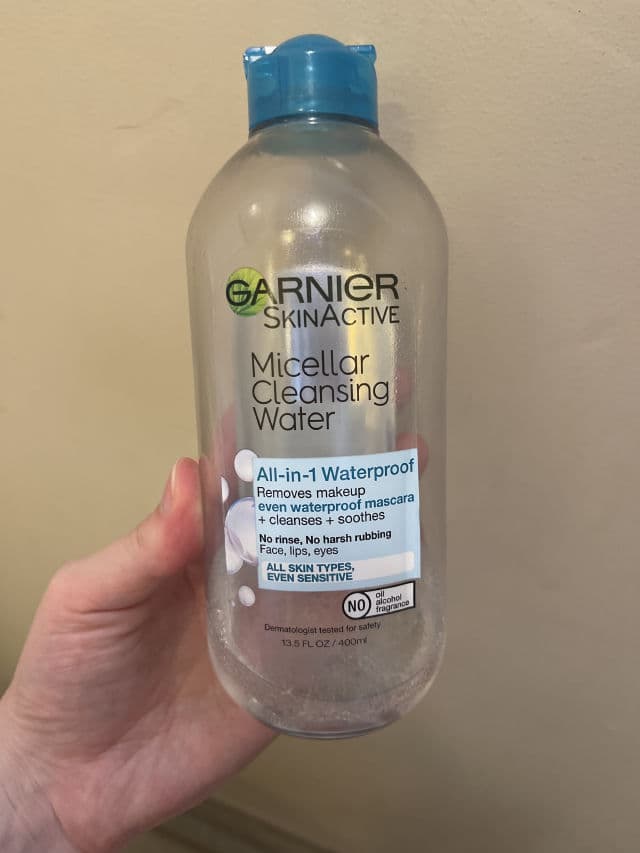 GARNIER
SKINACTIVE
Micellar
Cleansing
Water
All-in-1 Waterproof
Removes makeup
even waterproof mascara
+ cleanses + soothes
No rinse, No harsh rubbing
Face, lips, eyes
ALL SKIN TYPES,
EVEN SENSITIVE
NO
oil
alcohol
fragrance
Dermatologist tested for safety
13.5 FL OZ / 400ml